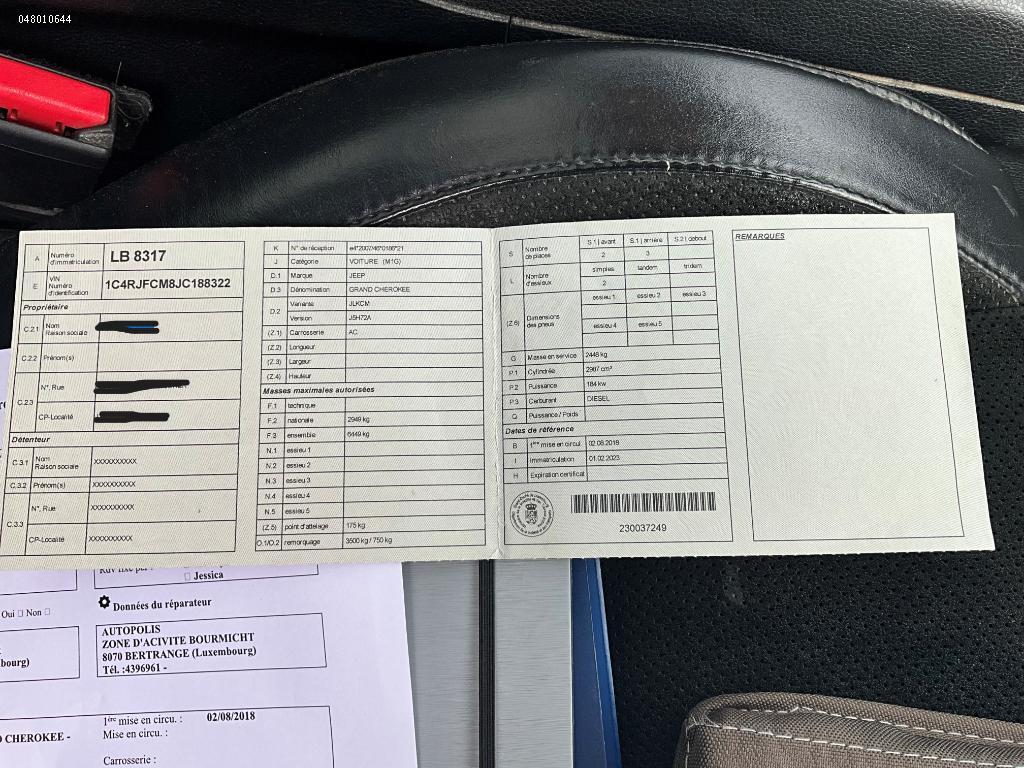 048010644
A Numéro d'immatriculation LB 8317
E VIN Numéro d'identification 1C4RJFCM8JC188322
Propriétaire
C.2.1 Nom Raison sociale
C.2.2 Prénom(s)
C.2.3 N°, Rue
CP-Localité
Détenteur
C.3.1 Nom Raison sociale XXXXXXXXXX
C.3.2 Prénom(s) XXXXXXXXXX
C.3.3 N°, Rue XXXXXXXXXX
CP-Localité XXXXXXXXXX
K N° de réception e4*2007/46*0186*21
J Catégorie VOITURE (M1G)
D.1 Marque JEEP
D.3 Dénomination GRAND CHEROKEE
D.2 Variante JLKCM
Version J5H72A
(Z.1) Carrosserie AC
(Z.2) Longueur
(Z.3) Largeur
(Z.4) Hauteur
Masses maximales autorisées
F.1 technique
F.2 nationale 2949 kg
F.3 ensemble 6449 kg
N.1 essieu 1
N.2 essieu 2
N.3 essieu 3
N.4 essieu 4
N.5 essieu 5
(Z.5) point d'attelage 175 kg
O.1/O.2 remorquage 3500 kg / 750 kg
S Nombre de places S.1 | avant S.1 | arrière S.2 | debout
2 3
L Nombre d'essieux simples tandem tridem
2
(Z.6) Dimensions des pneus essieu 1 essieu 2 essieu 3
essieu 4 essieu 5
G Masse en service 2448 kg
P.1 Cylindrée 2987 cm³
P.2 Puissance 184 kw
P.3 Carburant DIESEL
Q Puissance / Poids
Dates de référence
B 1ère mise en circul. 02.08.2018
I Immatriculation 01.02.2023
H Expiration certificat
230037249
REMARQUES
Jessica
Oui Non
Données du réparateur
AUTOPOLIS
ZONE D'ACIVITE BOURMICHT
8070 BERTRANGE (Luxembourg)
Tél. :4396961 -
bourg)
1ère mise en circu. : 02/08/2018
Mise en circu. :
CHEROKEE -
Carrosserie :